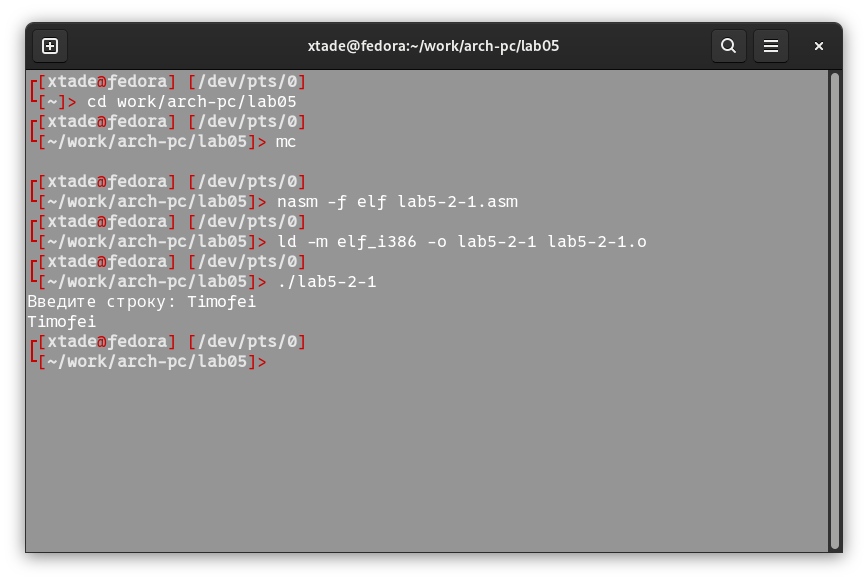 xtade@fedora:~/work/arch-pc/lab05
[xtade@fedora] [/dev/pts/0]
[~]> cd work/arch-pc/lab05
[xtade@fedora] [/dev/pts/0]
[~/work/arch-pc/lab05]> mc
[xtade@fedora] [/dev/pts/0]
[~/work/arch-pc/lab05]> nasm -f elf lab5-2-1.asm
[xtade@fedora] [/dev/pts/0]
[~/work/arch-pc/lab05]> ld -m elf_i386 -o lab5-2-1 lab5-2-1.o
[xtade@fedora] [/dev/pts/0]
[~/work/arch-pc/lab05]> ./lab5-2-1
Введите строку: Timofei
Timofei
[xtade@fedora] [/dev/pts/0]
[~/work/arch-pc/lab05]>